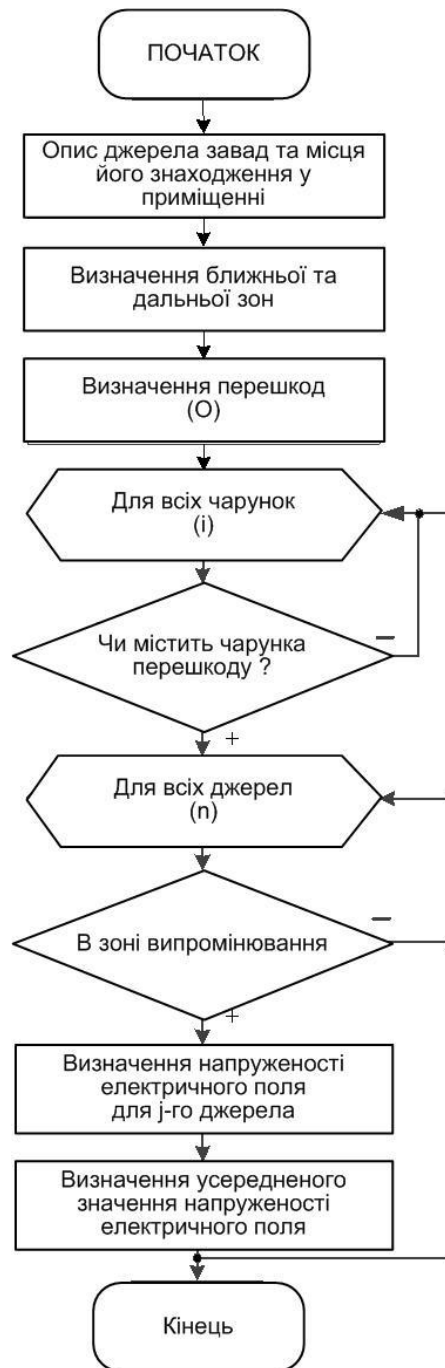 ПОЧАТОК
Опис джерела завад та місця
його знаходження у
приміщенні
Визначення ближньої та
дальньої зон
Визначення перешкод
(О)
Для всіх чарунок
(i)
Чи містить чарунка
перешкоду ?
–
+
Для всіх джерел
(n)
В зоні випромінювання
–
+
Визначення напруженості
електричного поля
для j-го джерела
Визначення усередненого
значення напруженості
електричного поля
Кінець